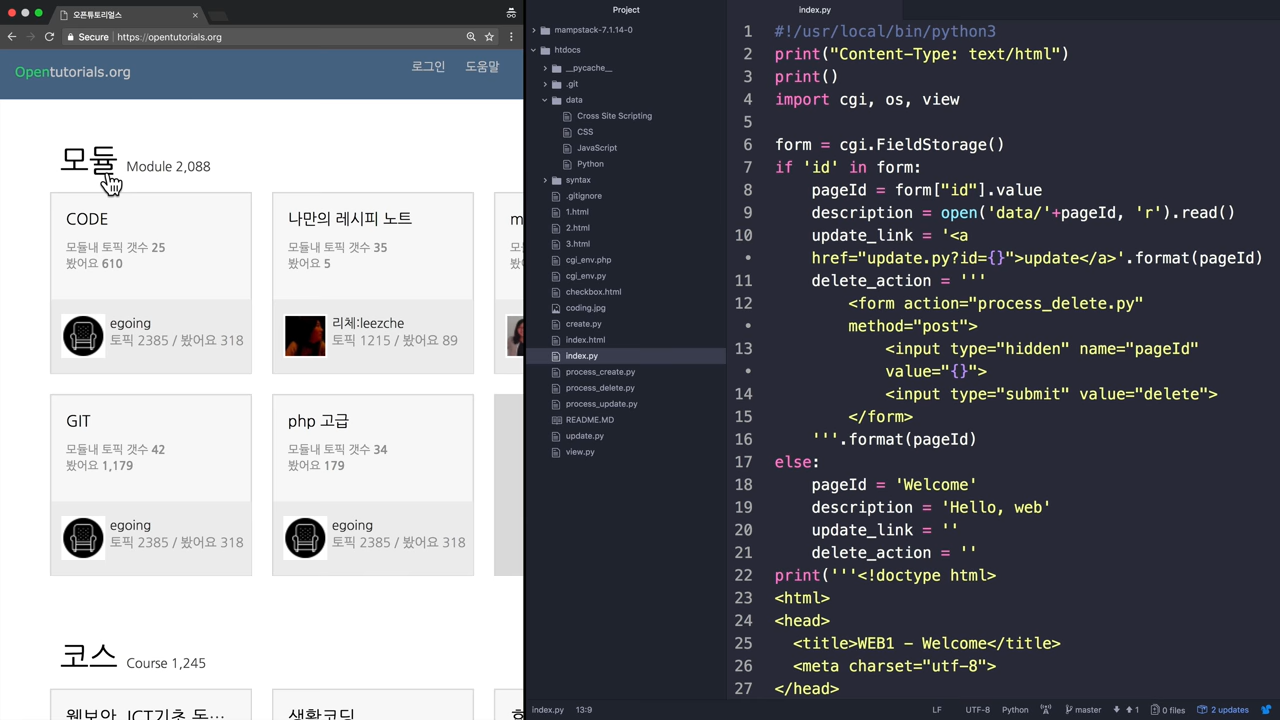 오픈튜토리얼스
Secure
https://opentutorials.org
Opentutorials.org
로그인
도움말
모듈 Module 2,088
CODE
모듈내 토픽 갯수 25
봤어요 610
egoing
토픽 2385 / 봤어요 318
나만의 레시피 노트
모듈내 토픽 갯수 35
봤어요 5
리체:leezche
토픽 1215 / 봤어요 89
GIT
모듈내 토픽 갯수 42
봤어요 1,179
egoing
토픽 2385 / 봤어요 318
php 고급
모듈내 토픽 갯수 34
봤어요 179
egoing
토픽 2385 / 봤어요 318
코스 Course 1,245
웹보안, ICT기초 독…
생활코딩
Project
mampstack-7.1.14-0
htdocs
__pycache__
.git
data
Cross Site Scripting
CSS
JavaScript
Python
syntax
.gitignore
1.html
2.html
3.html
cgi_env.php
cgi_env.py
checkbox.html
coding.jpg
create.py
index.html
index.py
process_create.py
process_delete.py
process_update.py
README.MD
update.py
view.py
index.py
1 #!/usr/local/bin/python3
2 print("Content-Type: text/html")
3 print()
4 import cgi, os, view
5
6 form = cgi.FieldStorage()
7 if 'id' in form:
8 pageId = form["id"].value
9 description = open('data/'+pageId, 'r').read()
10 update_link = '<a
• href="update.py?id={}">update</a>'.format(pageId)
11 delete_action = '''
12 <form action="process_delete.py"
• method="post">
13 <input type="hidden" name="pageId"
• value="{}">
14 <input type="submit" value="delete">
15 </form>
16 '''.format(pageId)
17 else:
18 pageId = 'Welcome'
19 description = 'Hello, web'
20 update_link = ''
21 delete_action = ''
22 print('''<!doctype html>
23 <html>
24 <head>
25 <title>WEB1 - Welcome</title>
26 <meta charset="utf-8">
27 </head>
index.py 13:9
LF UTF-8 Python master 1 0 files 2 updates